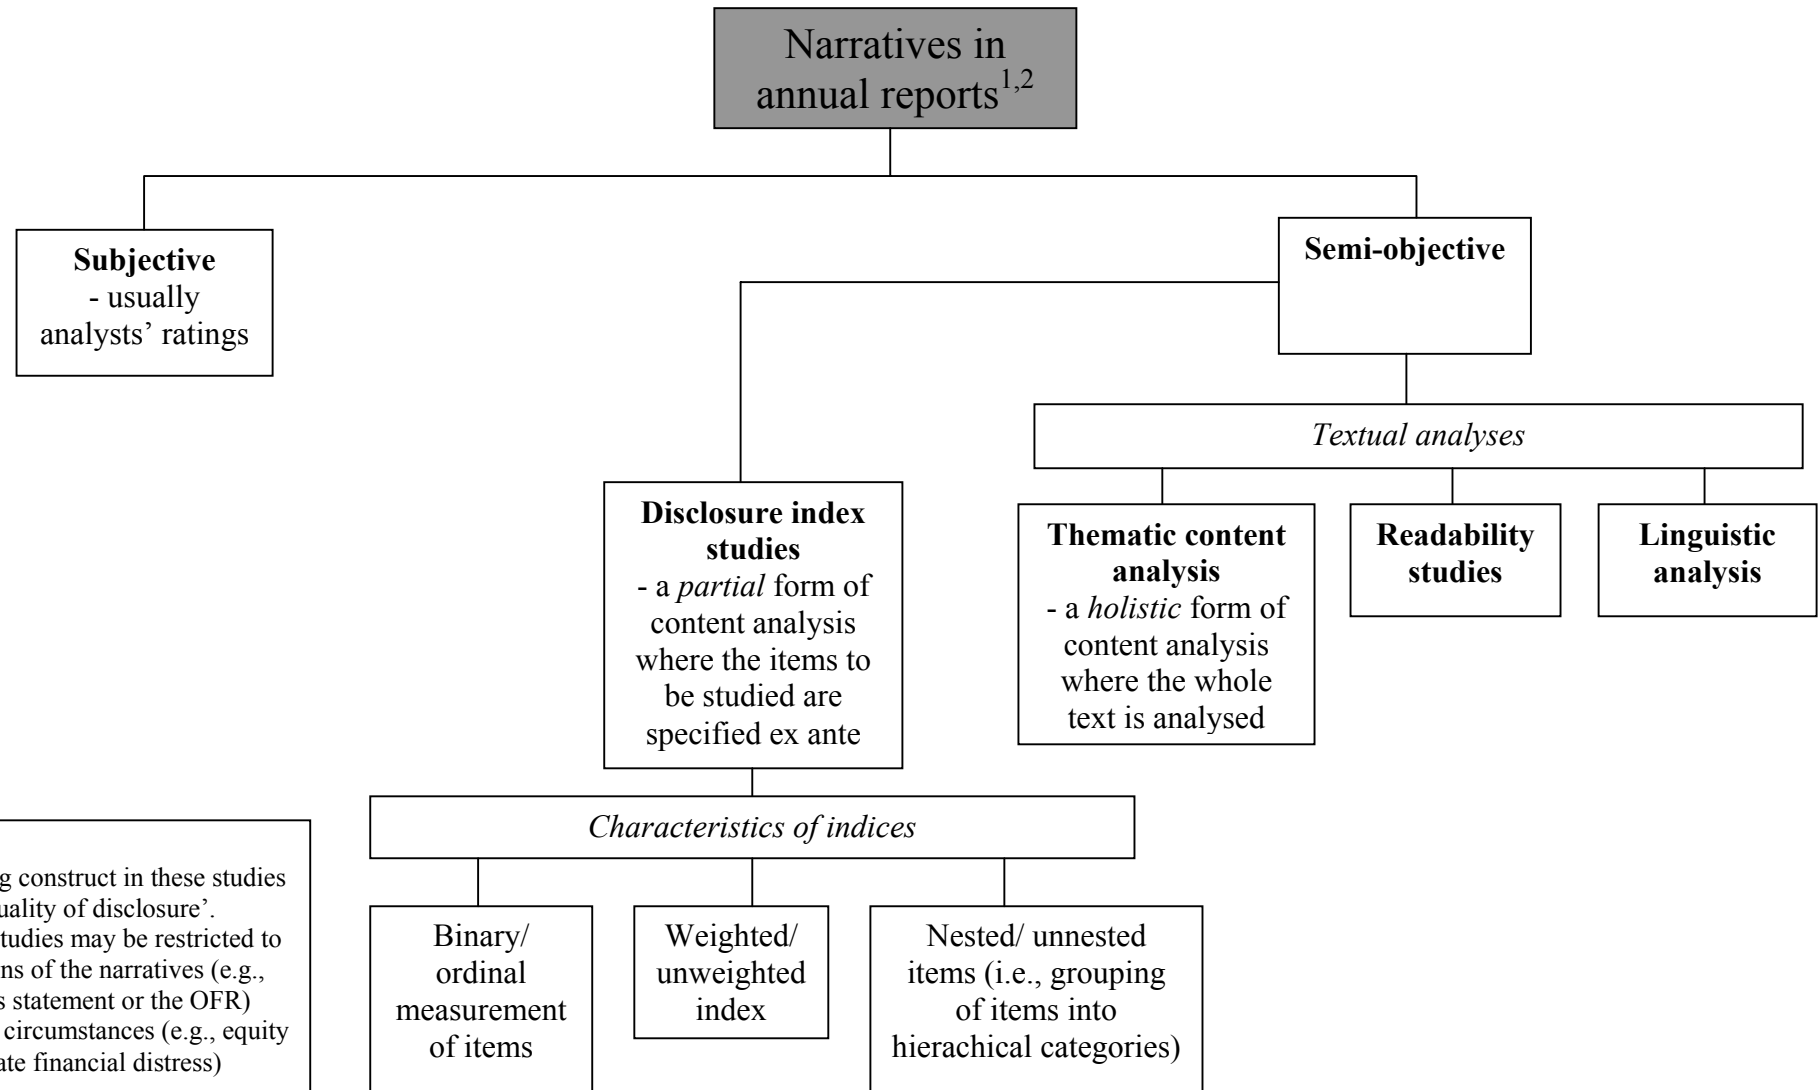 Narratives in
annual reports1,2
Subjective
- usually
analysts’ ratings
Semi-objective
Textual analyses
Disclosure index
studies
- a partial form of
content analysis
where the items to
be studied are
specified ex ante
Thematic content
analysis
- a holistic form of
content analysis
where the whole
text is analysed
Readability
studies
Linguistic
analysis
Characteristics of indices
Binary/
ordinal
measurement
of items
Weighted/
unweighted
index
Nested/ unnested
items (i.e., grouping
of items into
hierachical categories)
construct in these studies
of disclosure’.
may be restricted to
of the narratives (e.g.,
statement or the OFR)
circumstances (e.g., equity
financial distress)